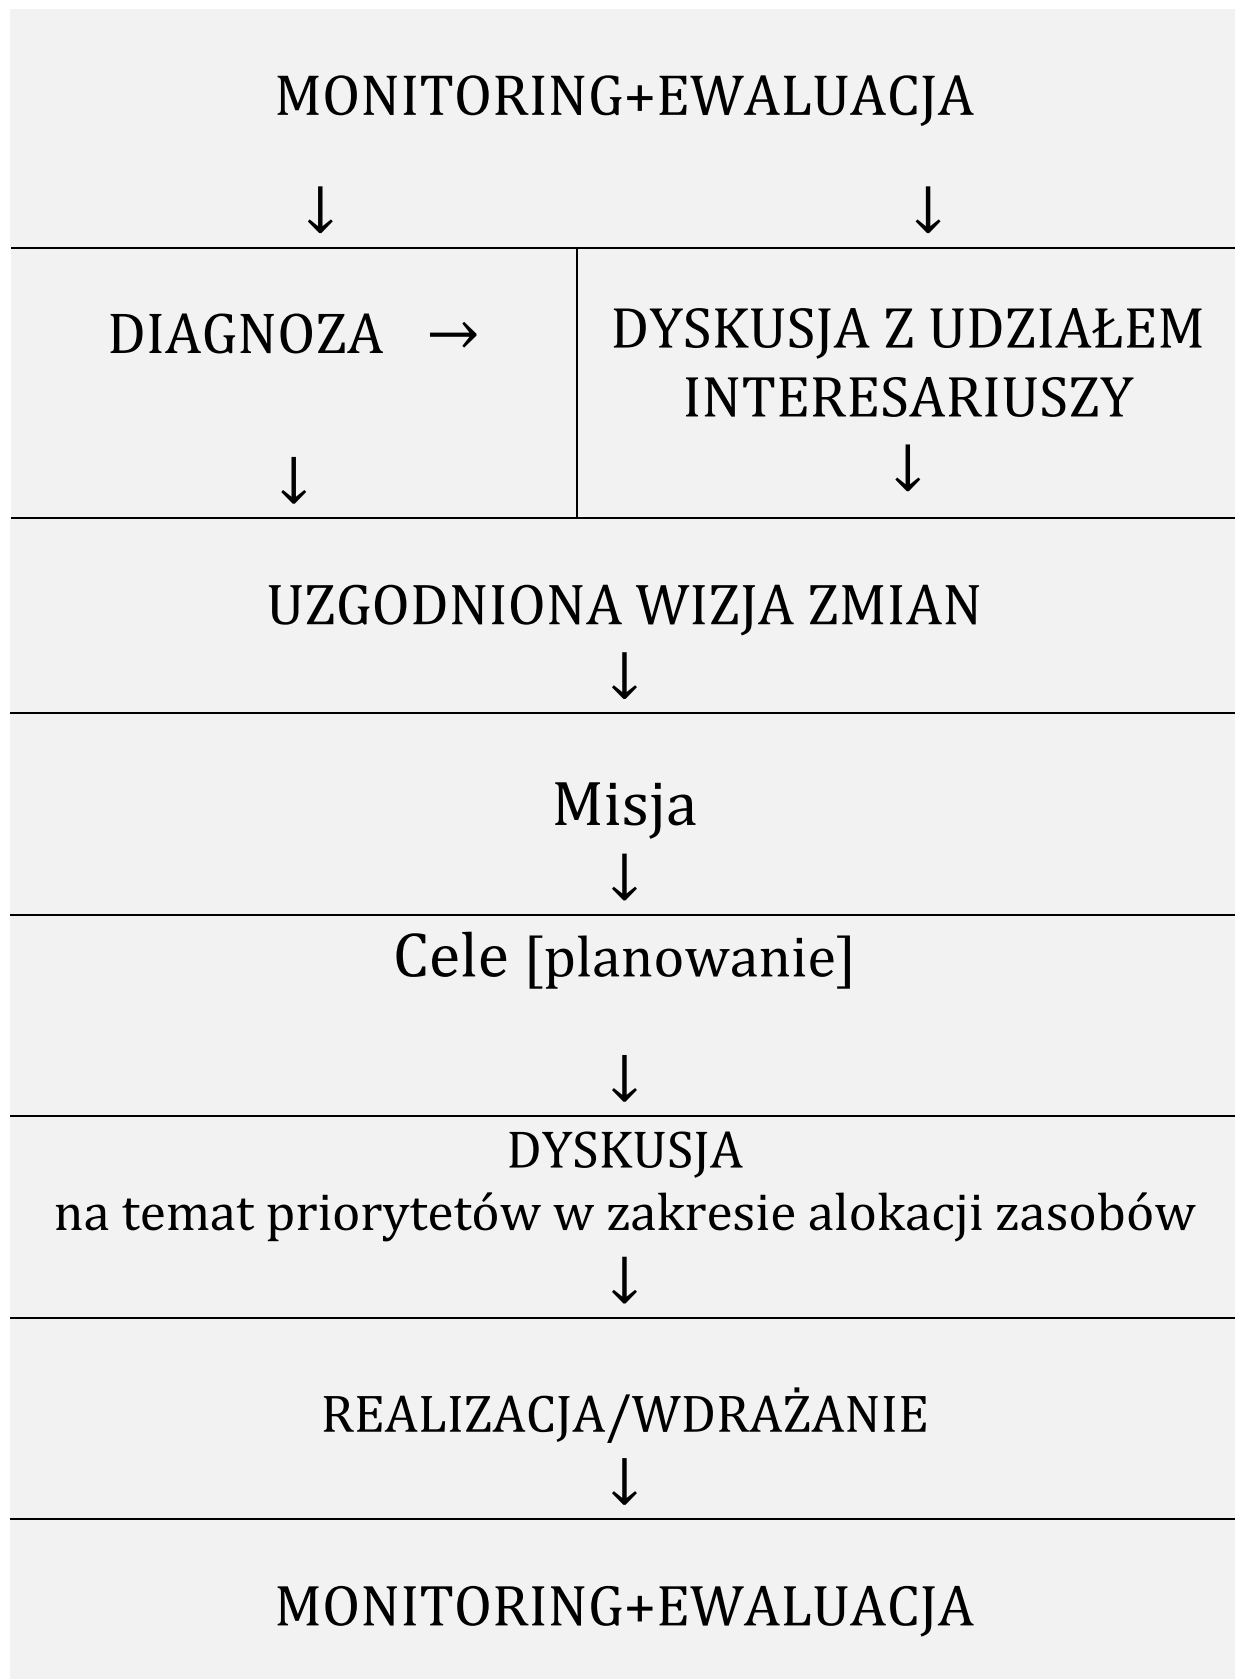 MONITORING+EWALUACJA
↓ ↓
DIAGNOZA →
↓
DYSKUSJA Z UDZIAŁEM
INTERESARIUSZY
↓
UZGODNIONA WIZJA ZMIAN
↓
Misja
↓
Cele [planowanie]
↓
DYSKUSJA
na temat priorytetów w zakresie alokacji zasobów
↓
REALIZACJA/WDRAŻANIE
↓
MONITORING+EWALUACJA